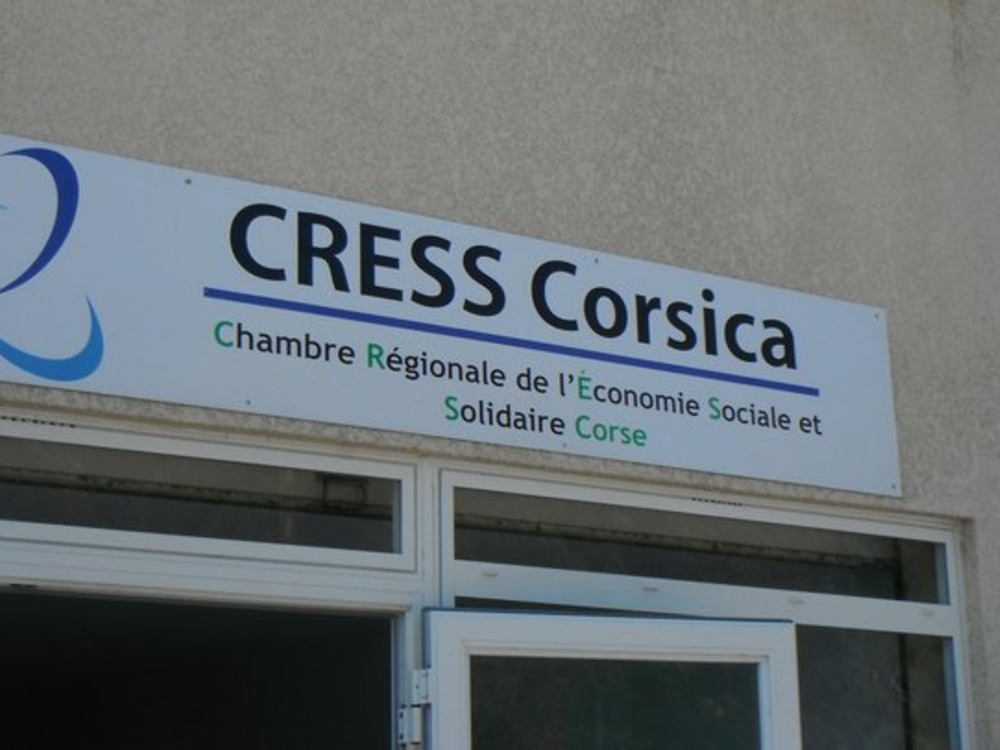 CRESS Corsica
Chambre Régionale de l'Économie Sociale et
Solidaire Corse